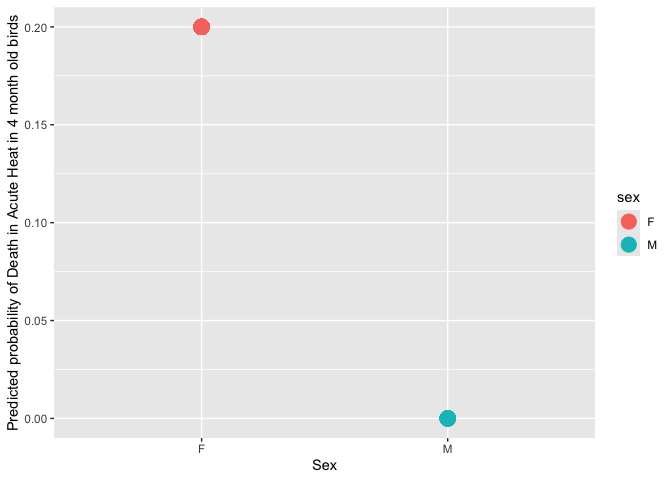 Predicted probability of Death in Acute Heat in 4 month old birds
0.20
0.15
0.10
0.05
0.00
F
M
Sex
sex
F
M